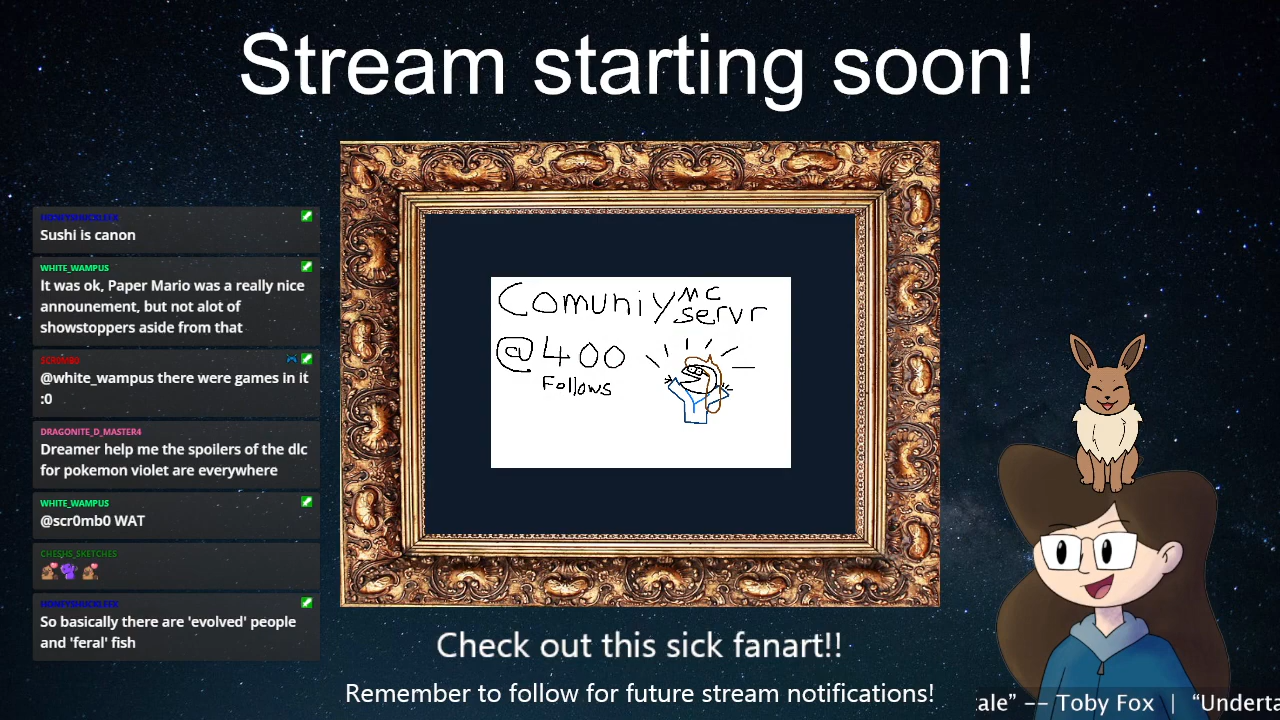 Stream starting soon!
HONEYSHUCKLEEX
Sushi is canon
WHITE_WAMPUS
It was ok, Paper Mario was a really nice
announement, but not alot of
showstoppers aside from that
SCR0MB0
@white_wampus there were games in it
:0
DRAGONITE_D_MASTER4
Dreamer help me the spoilers of the dlc
for pokemon violet are everywhere
WHITE_WAMPUS
@scr0mb0 WAT
CHESHS_SKETCHES
HONEYSHUCKLEEX
So basically there are 'evolved' people
and 'feral' fish
Comuniy MC
servr
@ 400
Follows
Check out this sick fanart!!
Remember to follow for future stream notifications!
ale” -- Toby Fox | “Underta